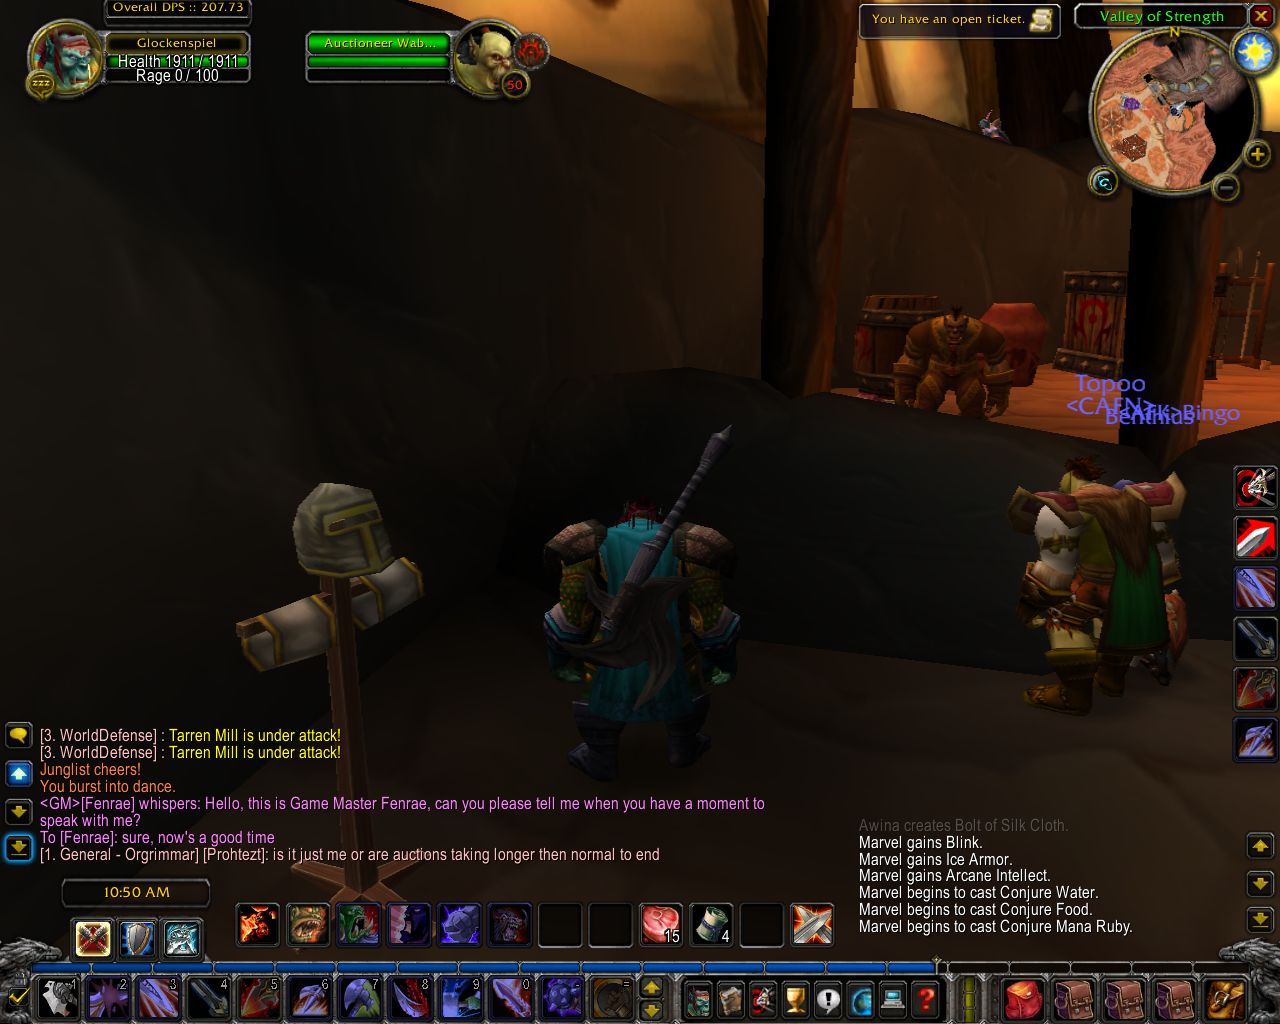 Overall DPS :: 207.73
Glockenspiel
Health 1911 / 1911
Rage 0 / 100
zzz
Auctioneer Wab...
50
You have an open ticket.
Valley of Strength
N
Topoo
Bingo
Benthius
[3. WorldDefense] : Tarren Mill is under attack!
[3. WorldDefense] : Tarren Mill is under attack!
Junglist cheers!
You burst into dance.
<GM>[Fenrae] whispers: Hello, this is Game Master Fenrae, can you please tell me when you have a moment to
speak with me?
To [Fenrae]: sure, now's a good time
[1. General - Orgrimmar] [Prohtezt]: is it just me or are auctions taking longer then normal to end
Awina creates Bolt of Silk Cloth.
Marvel gains Blink.
Marvel gains Ice Armor.
Marvel gains Arcane Intellect.
Marvel begins to cast Conjure Water.
Marvel begins to cast Conjure Food.
Marvel begins to cast Conjure Mana Ruby.
10:50 AM
15 4
1 2 3 4 5 6 7 8 9 0 - =